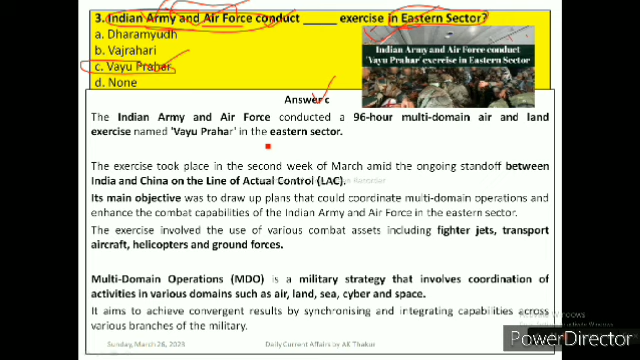 3. Indian Army and Air Force conduct _____ exercise in Eastern Sector?
a. Dharamyudh
b. Vajrahari
c. Vayu Prahar
d. None
Indian Army and Air Force conduct
'Vayu Prahar' exercise in Eastern Sector
Answer c
The Indian Army and Air Force conducted a 96-hour multi-domain air and land
exercise named 'Vayu Prahar' in the eastern sector.
The exercise took place in the second week of March amid the ongoing standoff between
India and China on the Line of Actual Control (LAC).
Its main objective was to draw up plans that could coordinate multi-domain operations and
enhance the combat capabilities of the Indian Army and Air Force in the eastern sector.
The exercise involved the use of various combat assets including fighter jets, transport
aircraft, helicopters and ground forces.
Multi-Domain Operations (MDO) is a military strategy that involves coordination of
activities in various domains such as air, land, sea, cyber and space.
It aims to achieve convergent results by synchronising and integrating capabilities across
various branches of the military.
Sunday, March 26, 2023 Daily Current Affairs by AK Thakur
PowerDirector